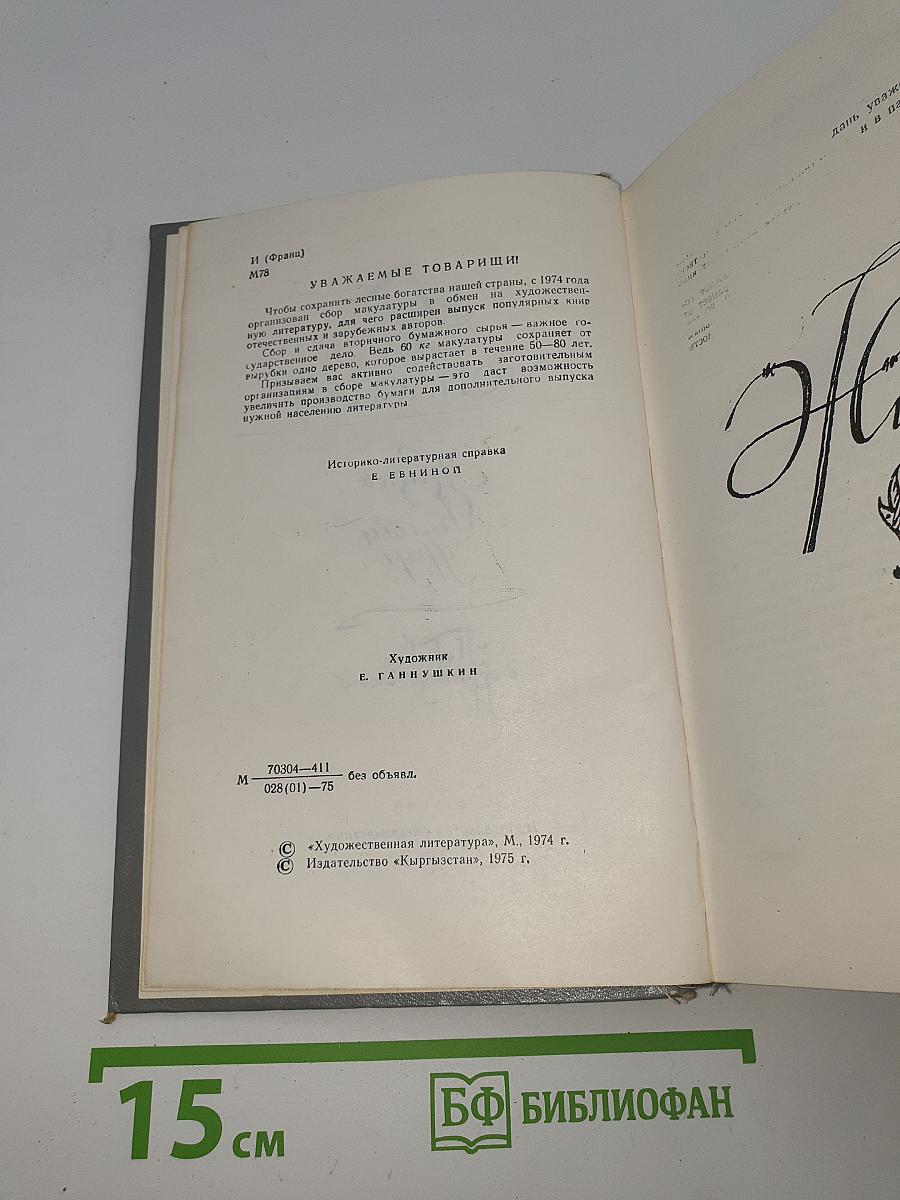 И (Франц)
М78
УВАЖАЕМЫЕ ТОВАРИЩИ!
Чтобы сохранить лесные богатства нашей страны, с 1974 года
организован сбор макулатуры в обмен на художествен-
ную литературу, для чего расширен выпуск популярных книг
отечественных и зарубежных авторов.
Сбор и сдача вторичного бумажного сырья — важное го-
сударственное дело. Ведь 60 кг макулатуры сохраняет от
вырубки одно дерево, которое вырастает в течение 50—80 лет.
Призываем вас активно содействовать заготовительным
организациям в сборе макулатуры — это даст возможность
увеличить производство бумаги для дополнительного выпуска
нужной населению литературы
Историко-литературная справка
Е. ЕВНИНОЙ
Художник
Е. ГАННУШКИН
М 70304—411
028(01)—75 без объявл.
© «Художественная литература», М., 1974 г.
© Издательство «Кыргызстан», 1975 г.
дань
и в
15 см
БФ БИБЛИОФАН